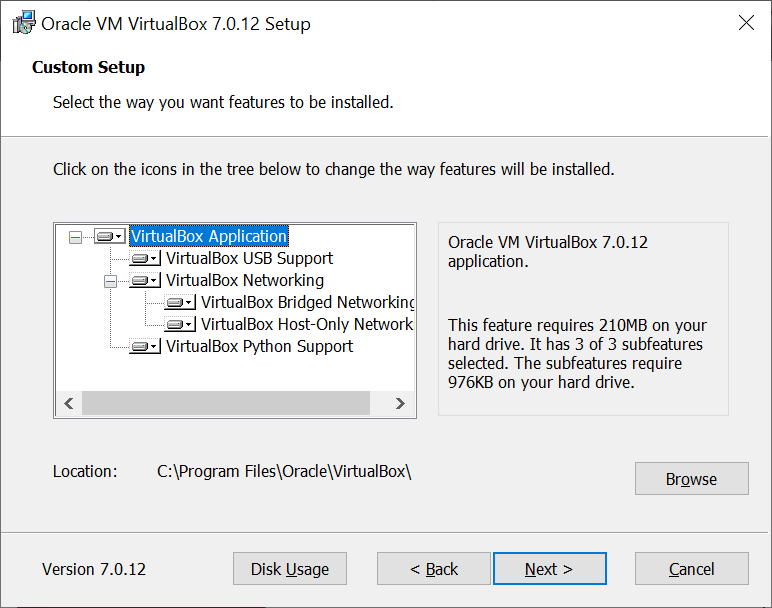 Oracle VM VirtualBox 7.0.12 Setup
Custom Setup
Select the way you want features to be installed.
Click on the icons in the tree below to change the way features will be installed.
VirtualBox Application
VirtualBox USB Support
VirtualBox Networking
VirtualBox Bridged Networking
VirtualBox Host-Only Network
VirtualBox Python Support
Oracle VM VirtualBox 7.0.12
application.
This feature requires 210MB on your
hard drive. It has 3 of 3 subfeatures
selected. The subfeatures require
976KB on your hard drive.
Location: C:\Program Files\Oracle\VirtualBox\
Browse
Version 7.0.12
Disk Usage
< Back
Next >
Cancel